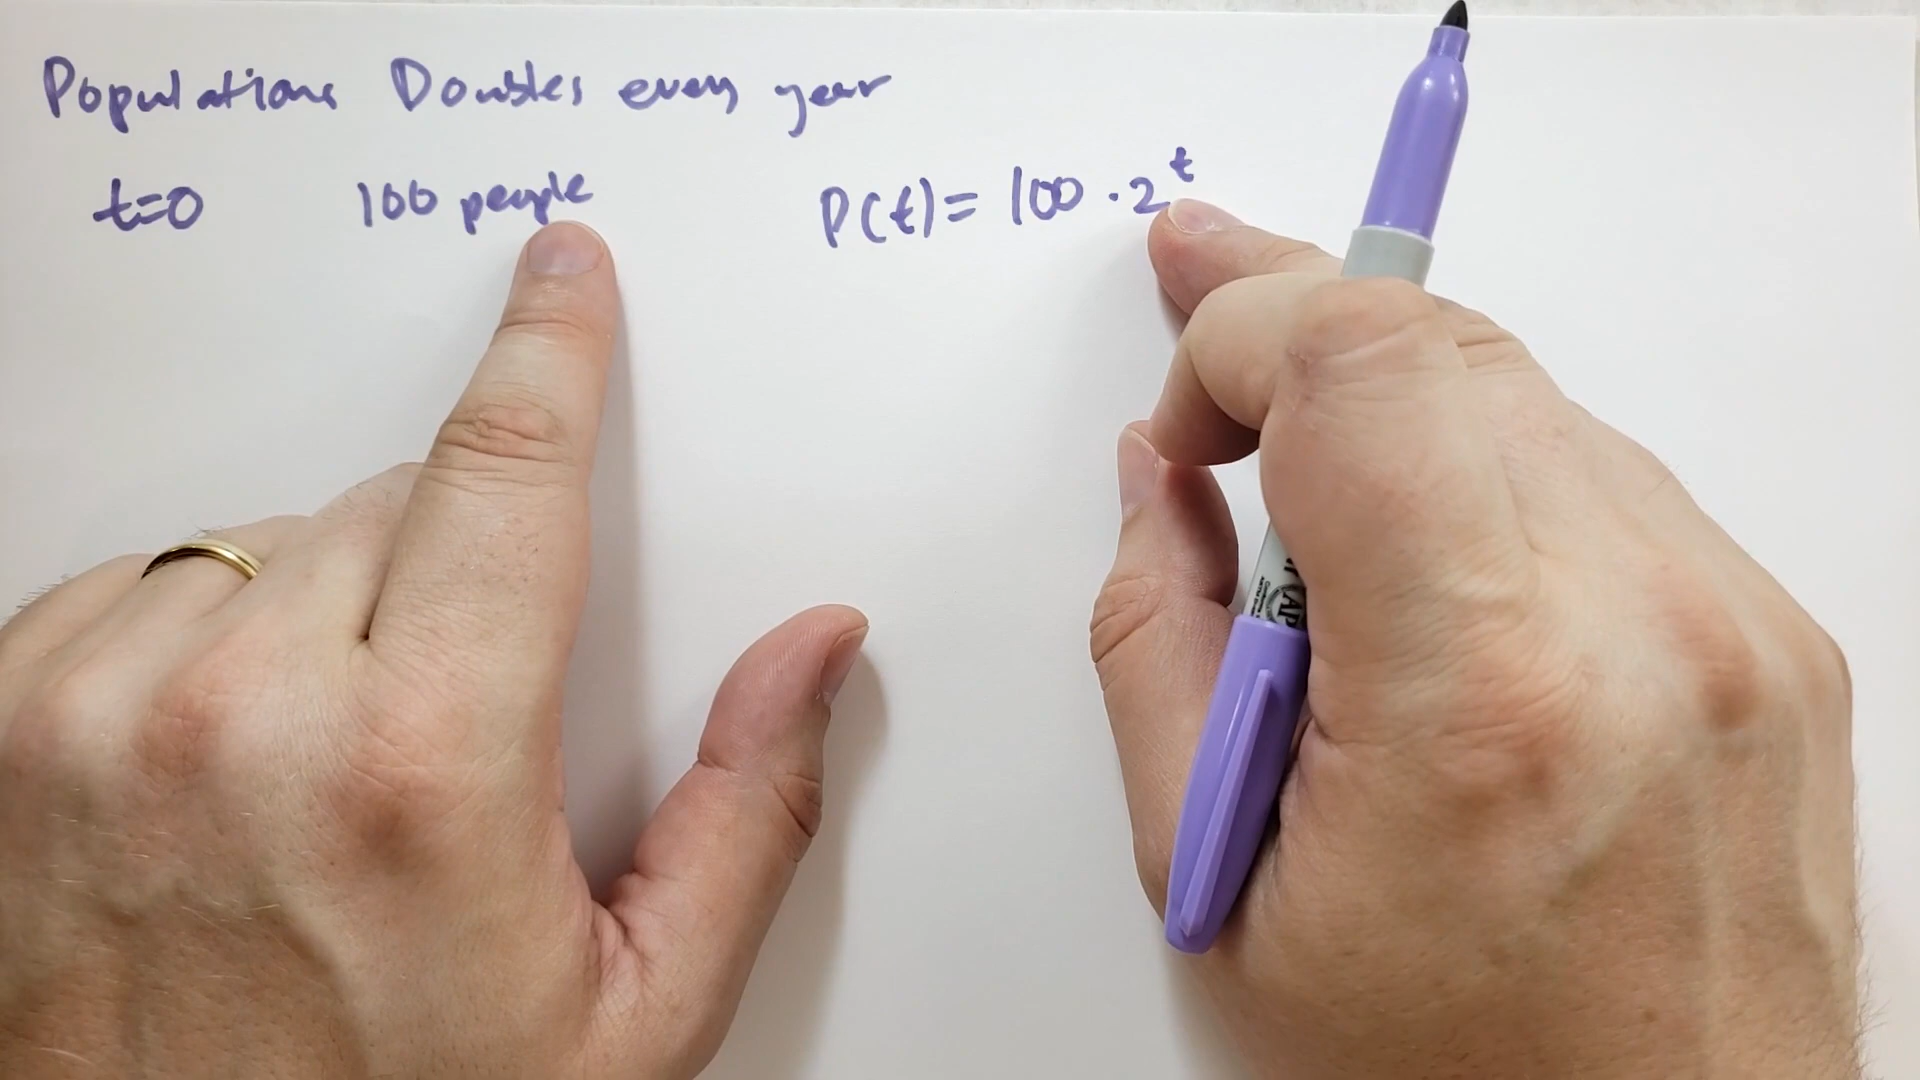 Populations Doubles every year
t=0 100 people P(t)= 100 · 2^t